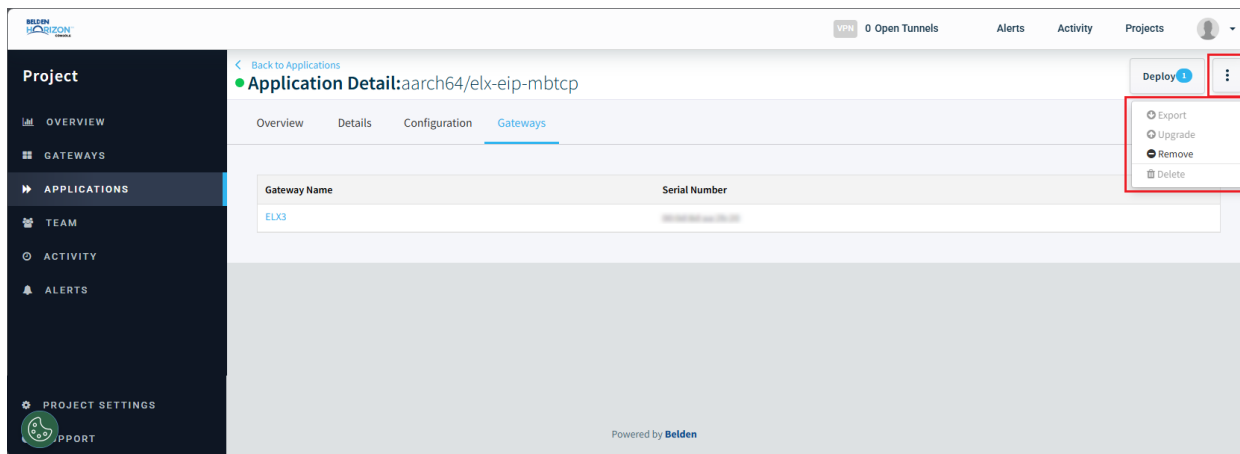 BELDEN
HORIZON
CONSOLE
VPN 0 Open Tunnels Alerts Activity Projects
Project
Back to Applications
Application Detail:aarch64/elx-eip-mbtcp
Deploy 1
OVERVIEW
GATEWAYS
APPLICATIONS
TEAM
ACTIVITY
ALERTS
PROJECT SETTINGS
Overview Details Configuration Gateways
Export
Upgrade
Remove
Delete
Gateway Name Serial Number
ELX3
PPORT
Powered by Belden